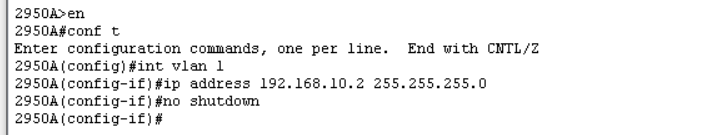 2950A>en
2950A#conf t
Enter configuration commands, one per line.  End with CNTL/Z
2950A(config)#int vlan 1
2950A(config-if)#ip address 192.168.10.2 255.255.255.0
2950A(config-if)#no shutdown
2950A(config-if)#